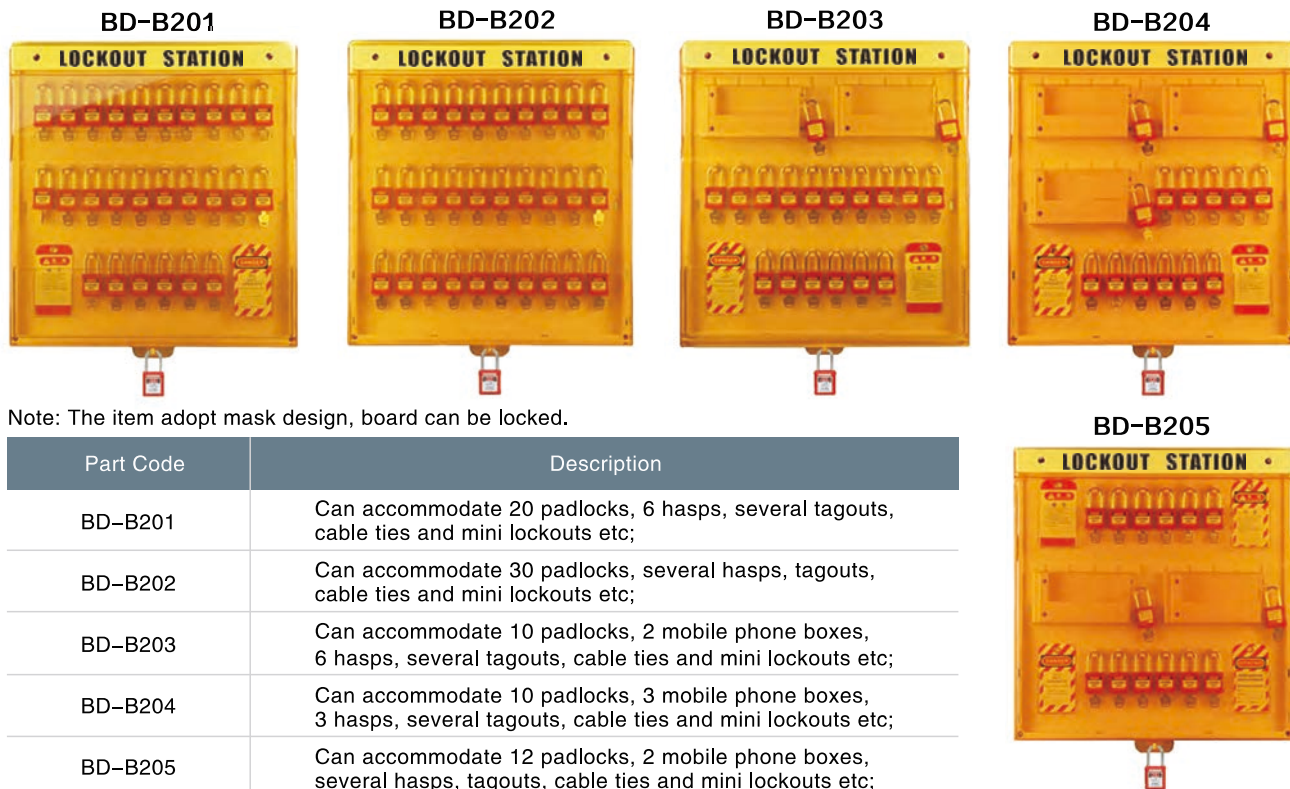 BD-B201
BD-B202
BD-B203
BD-B204
LOCKOUT STATION
LOCKOUT STATION
LOCKOUT STATION
LOCKOUT STATION
Note: The item adopt mask design, board can be locked.
BD-B205
LOCKOUT STATION
Part Code
Description
BD-B201
Can accommodate 20 padlocks, 6 hasps, several tagouts,
cable ties and mini lockouts etc;
BD-B202
Can accommodate 30 padlocks, several hasps, tagouts,
cable ties and mini lockouts etc;
BD-B203
Can accommodate 10 padlocks, 2 mobile phone boxes,
6 hasps, several tagouts, cable ties and mini lockouts etc;
BD-B204
Can accommodate 10 padlocks, 3 mobile phone boxes,
3 hasps, several tagouts, cable ties and mini lockouts etc;
BD-B205
Can accommodate 12 padlocks, 2 mobile phone boxes,
several hasps, tagouts, cable ties and mini lockouts etc;